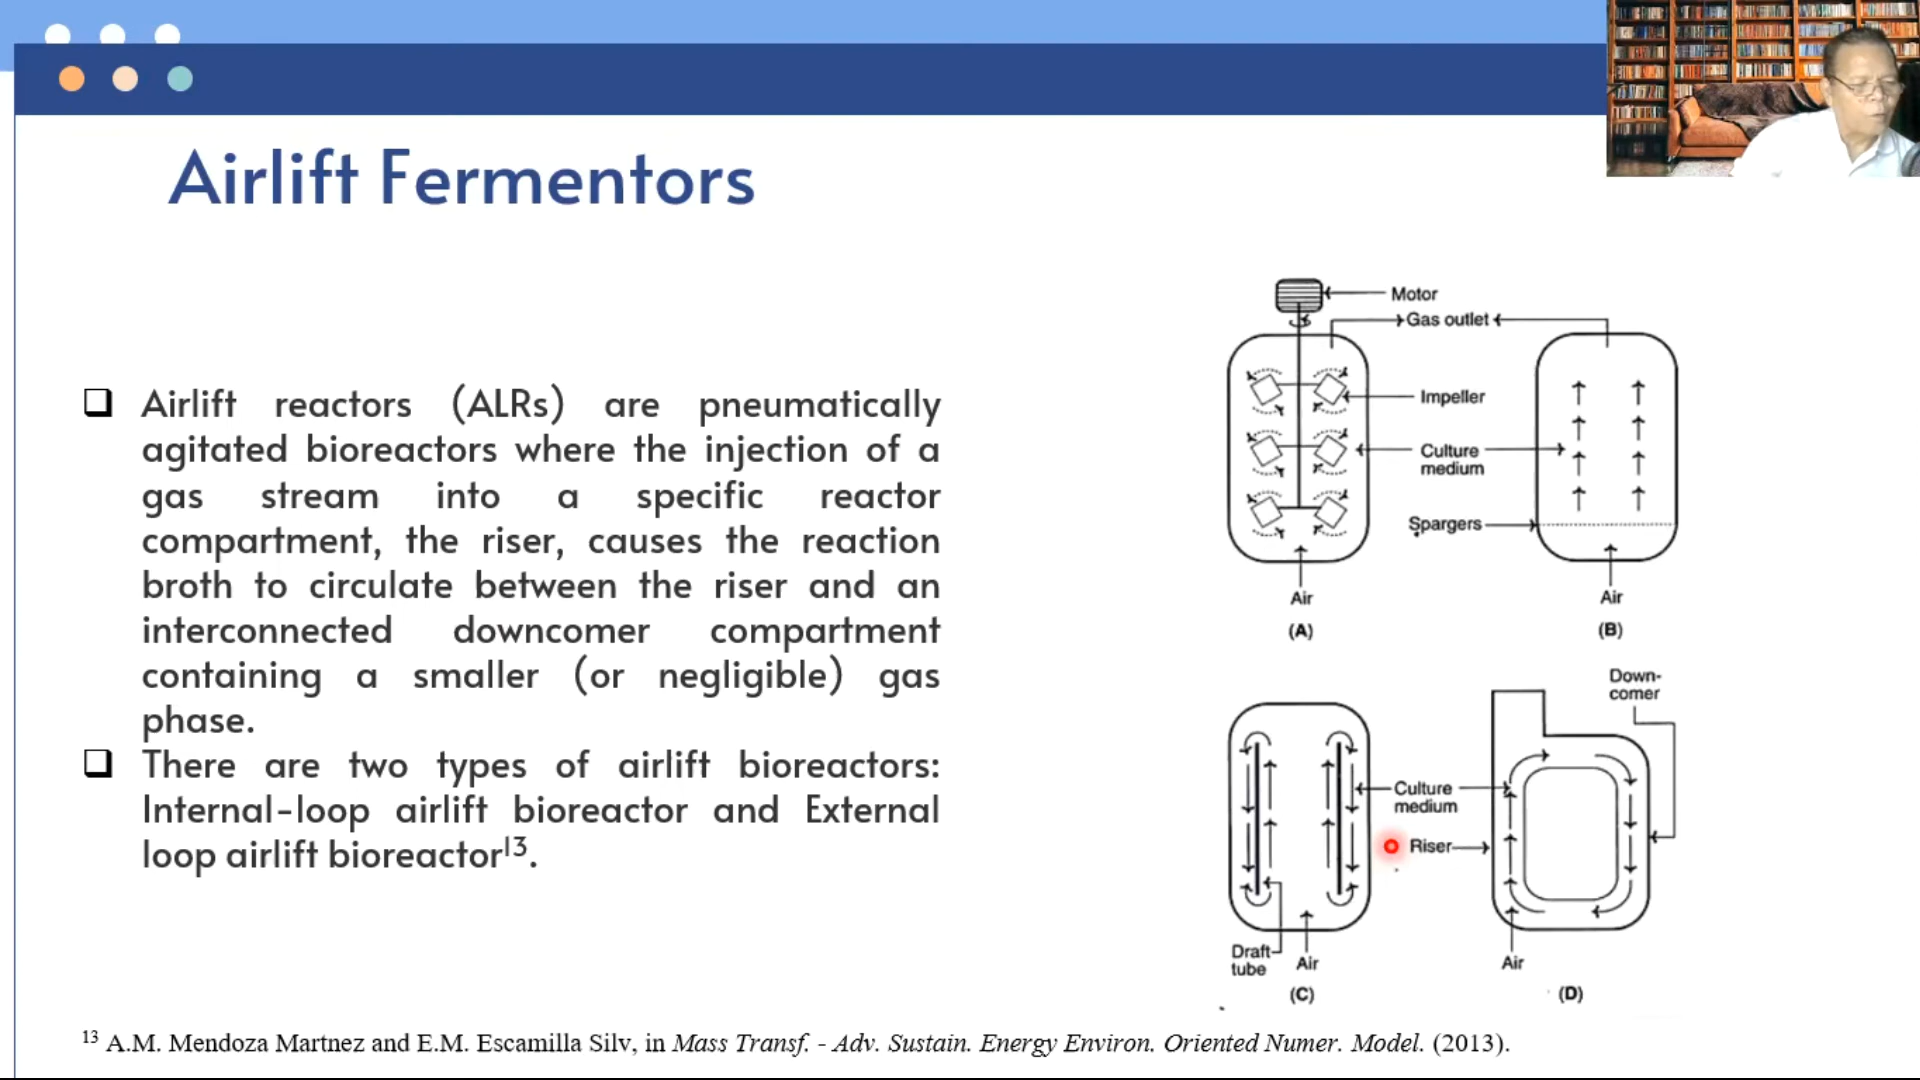 Airlift Fermentors
Airlift reactors (ALRs) are pneumatically
agitated bioreactors where the injection of a
gas stream into a specific reactor
compartment, the riser, causes the reaction
broth to circulate between the riser and an
interconnected downcomer compartment
containing a smaller (or negligible) gas
phase.
There are two types of airlift bioreactors:
Internal-loop airlift bioreactor and External
loop airlift bioreactor¹³.
Motor
Gas outlet
Impeller
Culture
medium
Spargers
Air
Air
(A)
(B)
Down-
comer
Culture
medium
Riser
Draft
tube
Air
Air
(C)
(D)
¹³ A.M. Mendoza Martnez and E.M. Escamilla Silv, in Mass Transf. - Adv. Sustain. Energy Environ. Oriented Numer. Model. (2013).